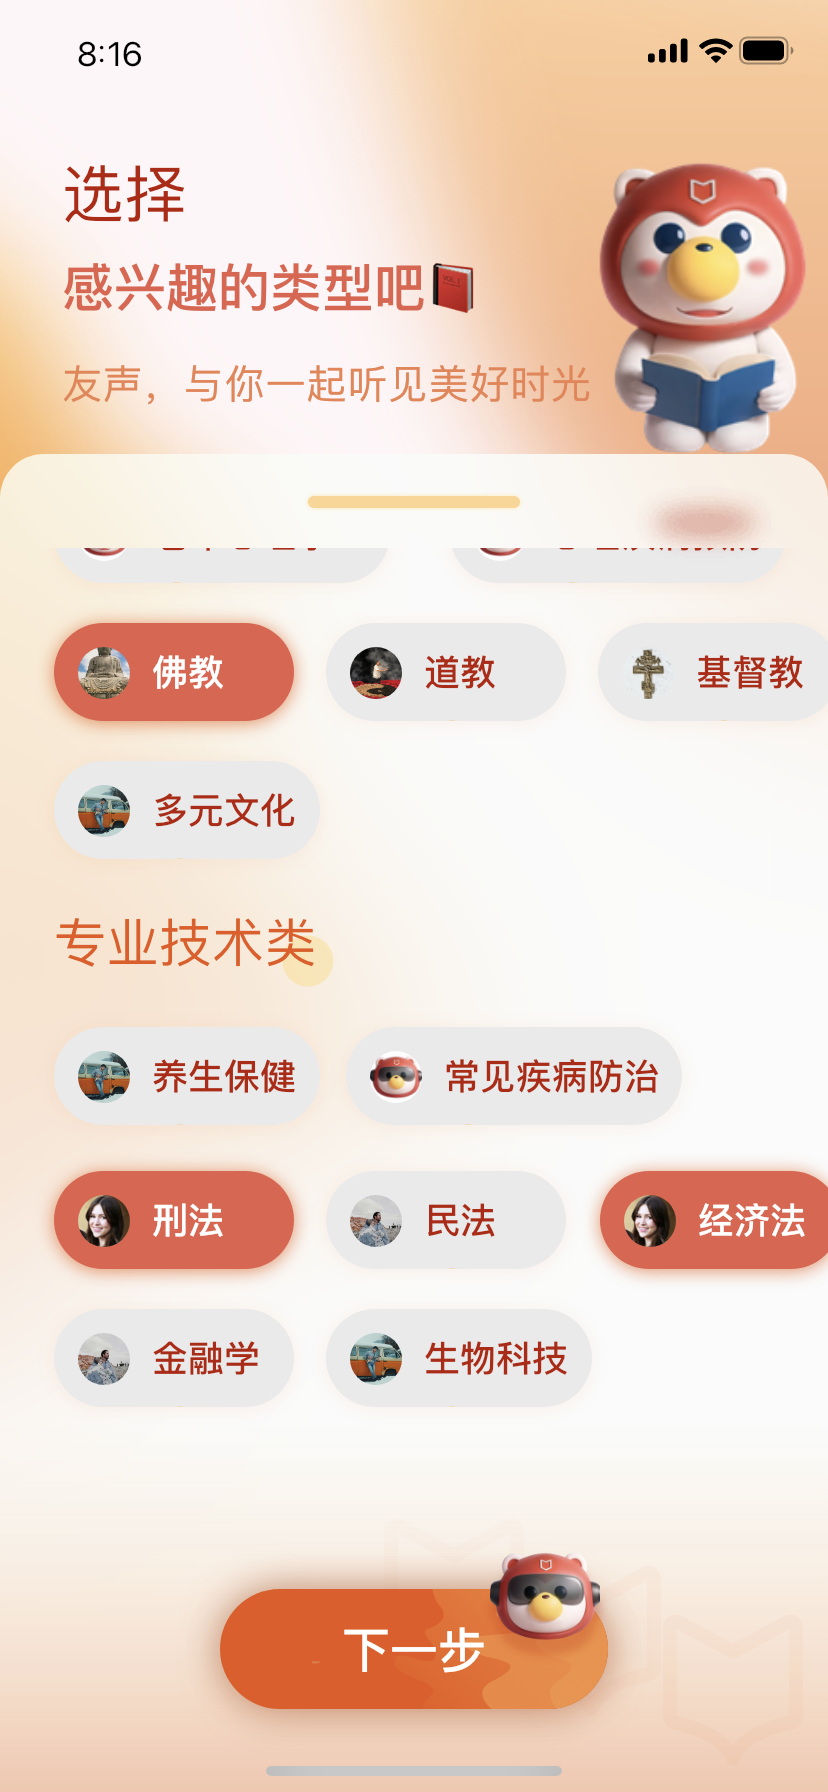 8:16
选择
感兴趣的类型吧
友声，与你一起听见美好时光
佛教 道教 基督教
多元文化
专业技术类
养生保健 常见疾病防治
刑法 民法 经济法
金融学 生物科技
下一步